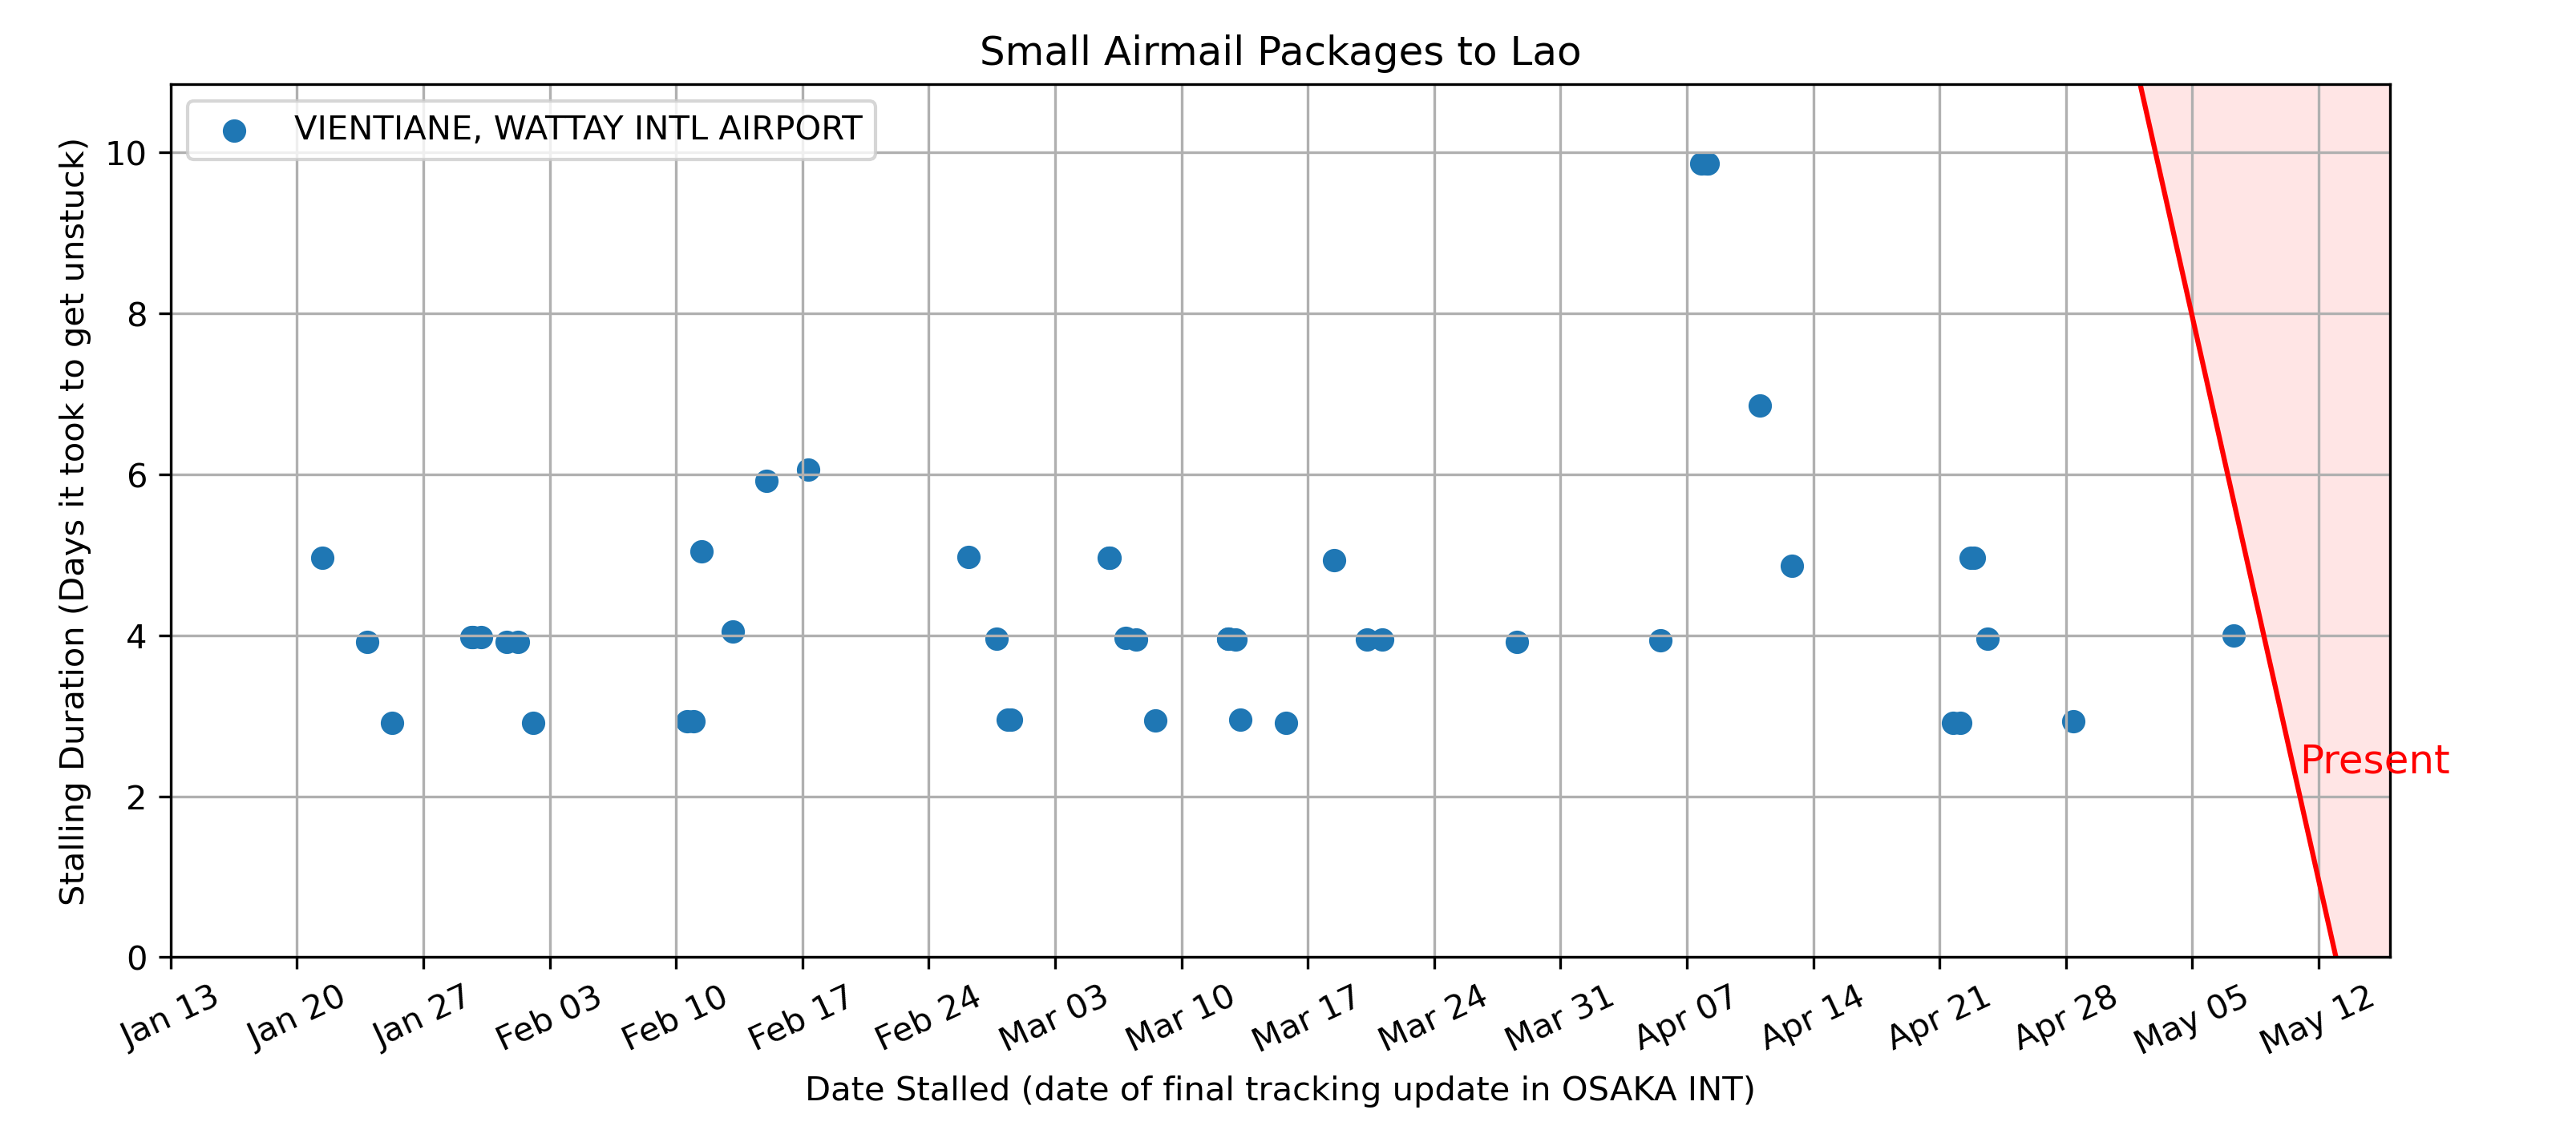 Small Airmail Packages to Lao
VIENTIANE, WATTAY INTL AIRPORT
Stalling Duration (Days it took to get unstuck)
10
8
6
4
2
0
Present
Jan 13
Jan 20
Jan 27
Feb 03
Feb 10
Feb 17
Feb 24
Mar 03
Mar 10
Mar 17
Mar 24
Mar 31
Apr 07
Apr 14
Apr 21
Apr 28
May 05
May 12
Date Stalled (date of final tracking update in OSAKA INT)